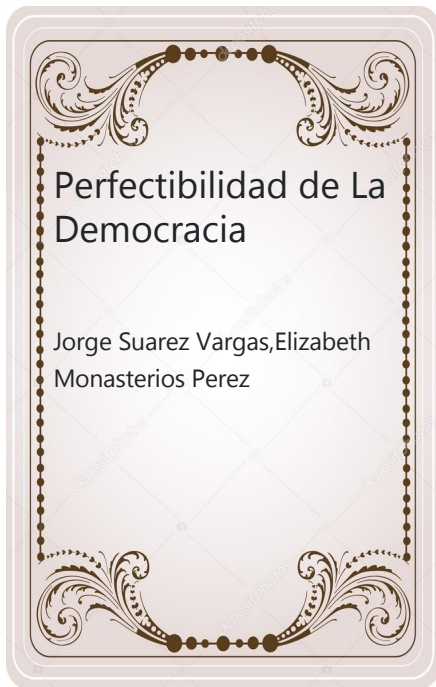 Perfectibilidad de La
Democracia
Jorge Suarez Vargas,Elizabeth
Monasterios Perez